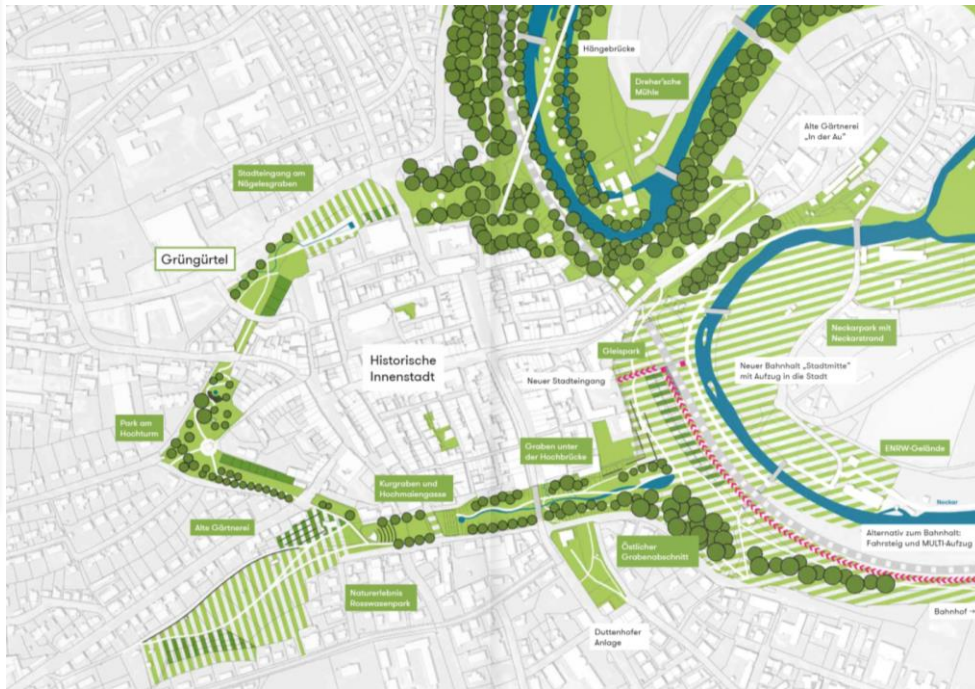 Hängebrücke
Dreher'sche
Mühle
Alte Gärtnerei
„In der Au"
Stadteingang am
Nägelesgraben
Grüngürtel
Neckarpark mit
Neckarstrand
Gleispark
Historische
Innenstadt
Neuer Bahnhalt „Stadtmitte"
mit Aufzug in die Stadt
Neuer Stadteingang
Park am
Hochturm
Graben unter
der Hochbrücke
ENRW-Gelände
Kurgraben und
Hochmaiengasse
Neckar
Alte Gärtnerei
Alternativ zum Bahnhalt:
Fahrsteig und MULTI-Aufzug
Östlicher
Grabenabschnitt
Naturerlebnis
Rosswasenpark
Bahnhof →
Duttenhofer
Anlage